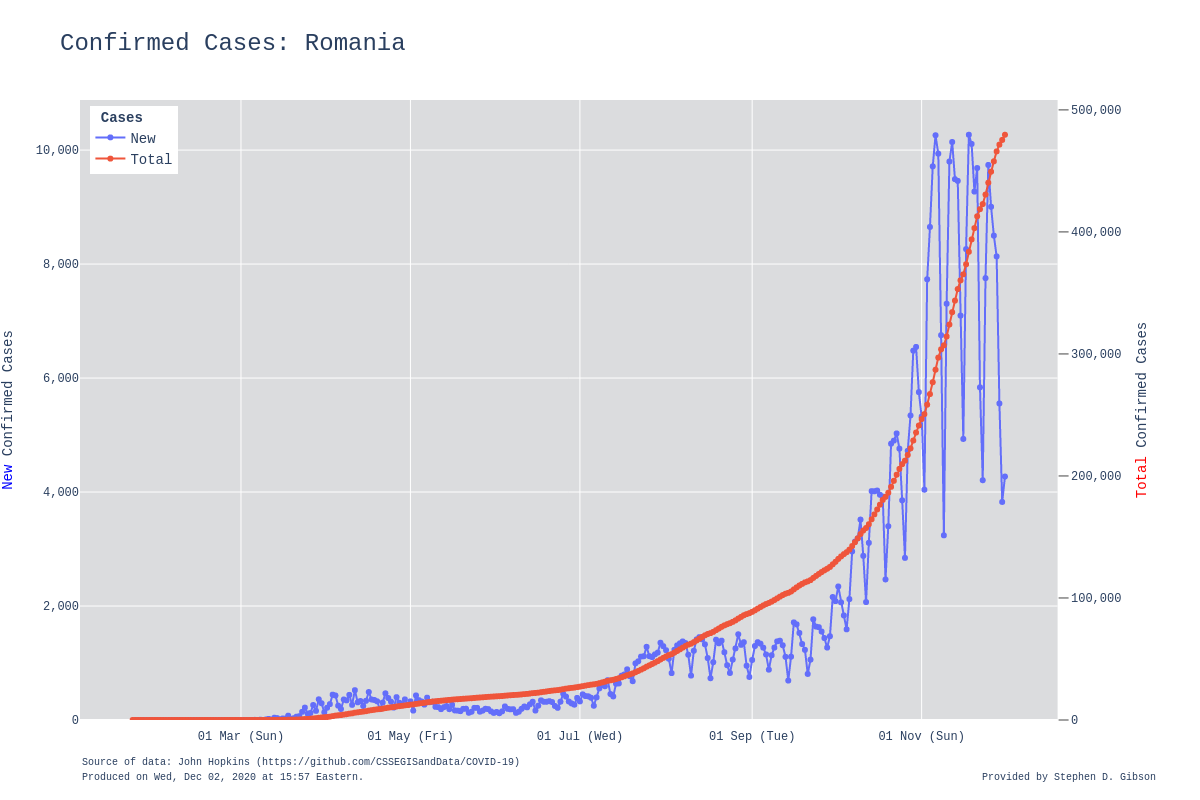 Confirmed Cases: Romania
Cases
New
Total
10,000
8,000
6,000
4,000
2,000
0
New Confirmed Cases
500,000
400,000
300,000
200,000
100,000
0
Total Confirmed Cases
01 Mar (Sun)
01 May (Fri)
01 Jul (Wed)
01 Sep (Tue)
01 Nov (Sun)
Source of data: John Hopkins (https://github.com/CSSEGISandData/COVID-19)
Produced on Wed, Dec 02, 2020 at 15:57 Eastern.
Provided by Stephen D. Gibson